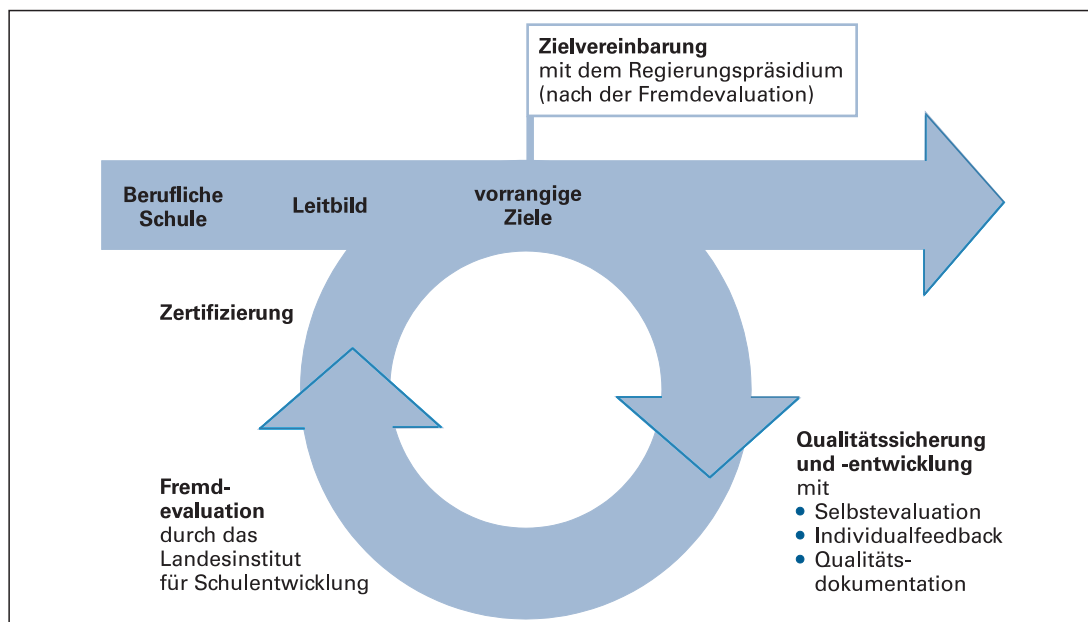 Zielvereinbarung
mit dem Regierungspräsidium
(nach der Fremdevaluation)
Berufliche
Schule
Leitbild
vorrangige
Ziele
Zertifizierung
Qualitätssicherung
und -entwicklung
mit
• Selbstevaluation
• Individualfeedback
• Qualitäts-
dokumentation
Fremd-
evaluation
durch das
Landesinstitut
für Schulentwicklung